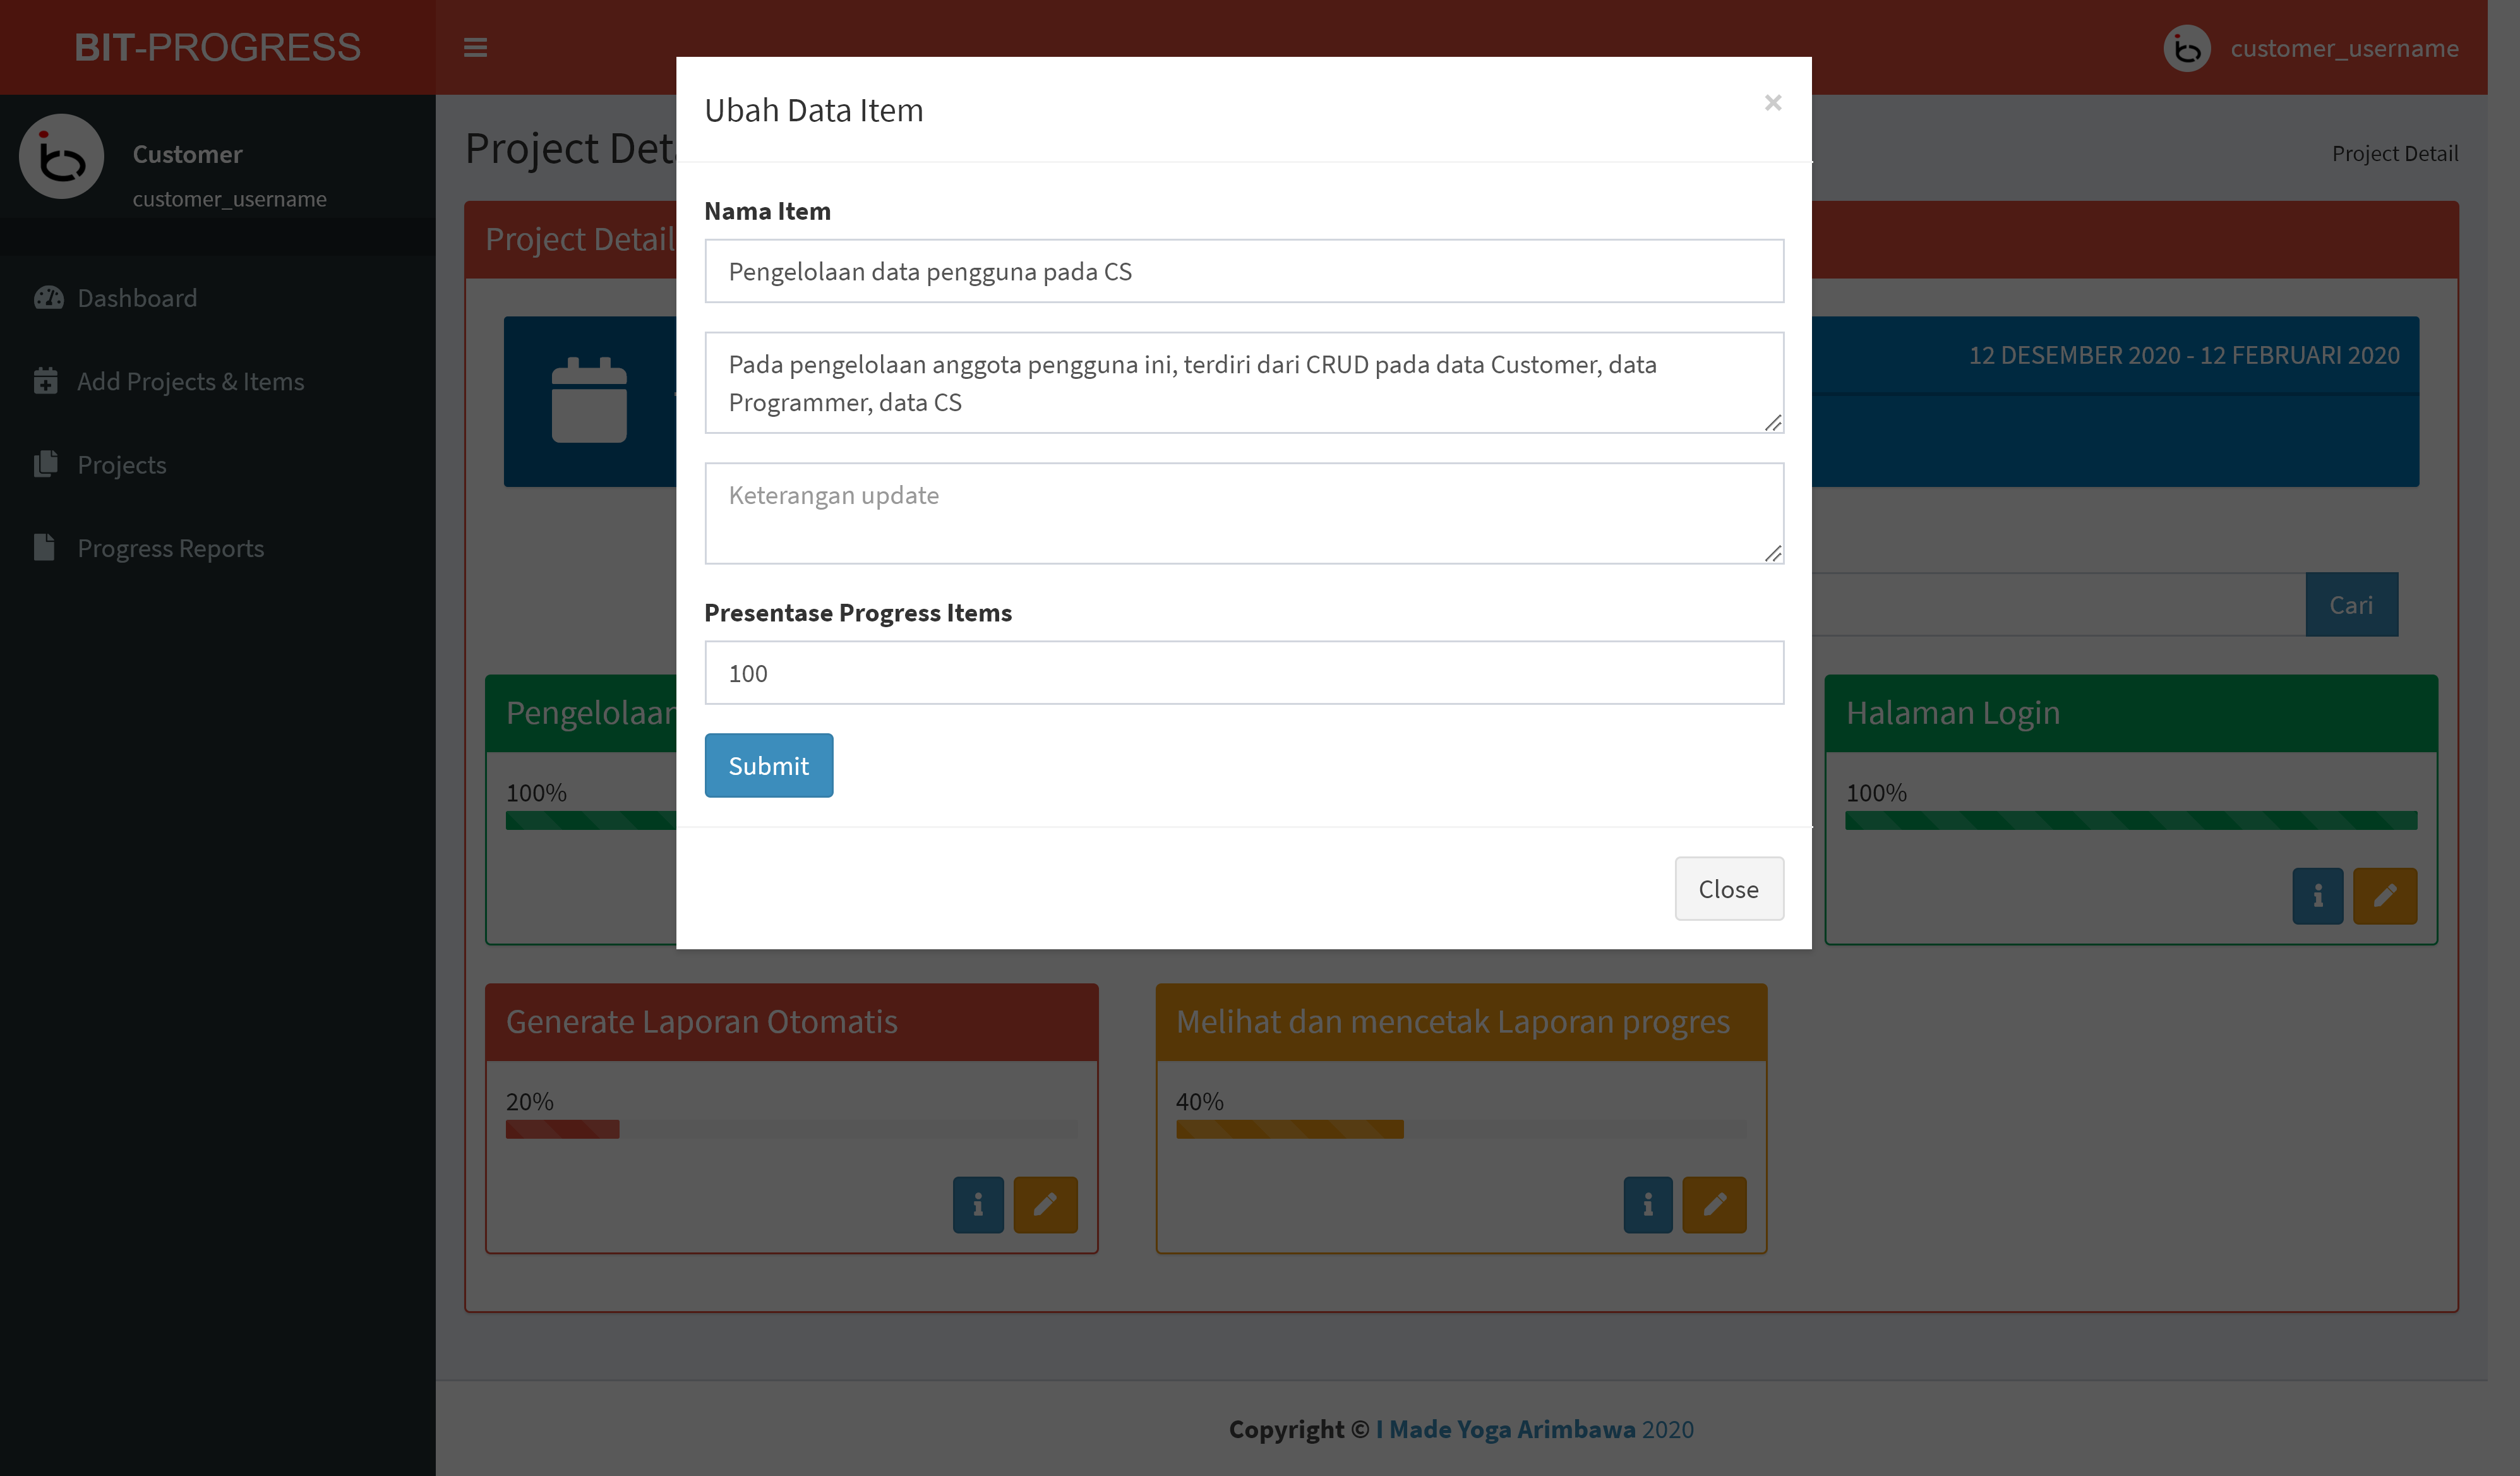 BIT-PROGRESS
customer_username
Customer
customer_username
Dashboard
Add Projects & Items
Projects
Progress Reports
Project
Project Detail
Project Detail
12 DESEMBER 2020 - 12 FEBRUARI 2020
Cari
Ubah Data Item
×
Nama Item
Pengelolaan data pengguna pada CS
Pada pengelolaan anggota pengguna ini, terdiri dari CRUD pada data Customer, data
Programmer, data CS
Keterangan update
Presentase Progress Items
100
Submit
Close
Pengelolaan
100%
Halaman Login
100%
Generate Laporan Otomatis
20%
Melihat dan mencetak Laporan progres
40%
Copyright © I Made Yoga Arimbawa 2020